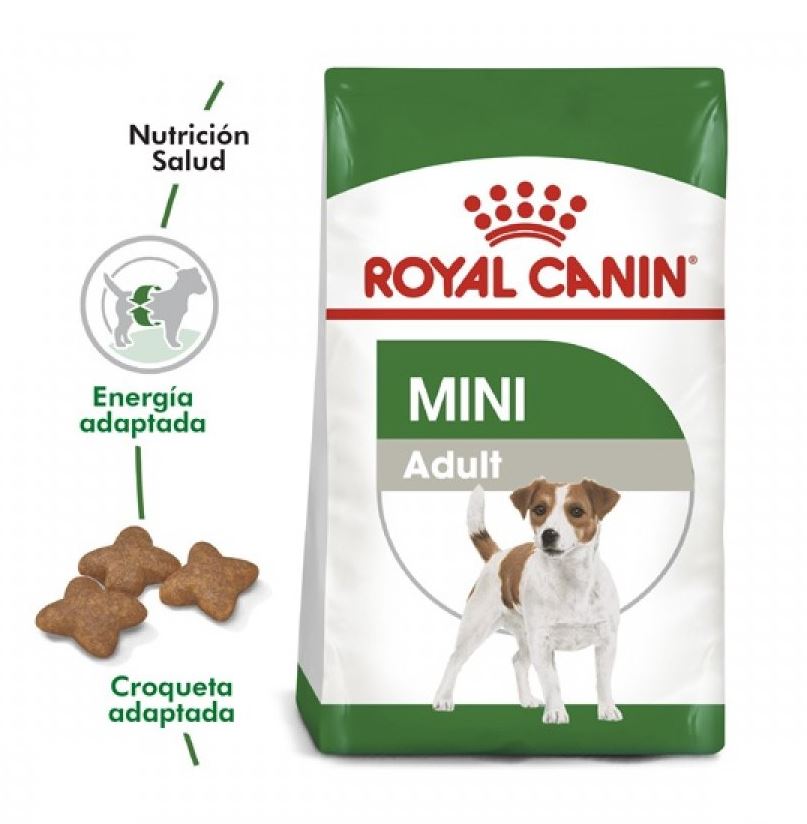 Nutrición
Salud
Energía
adaptada
Croqueta
adaptada
ROYAL CANIN®
MINI
Adult